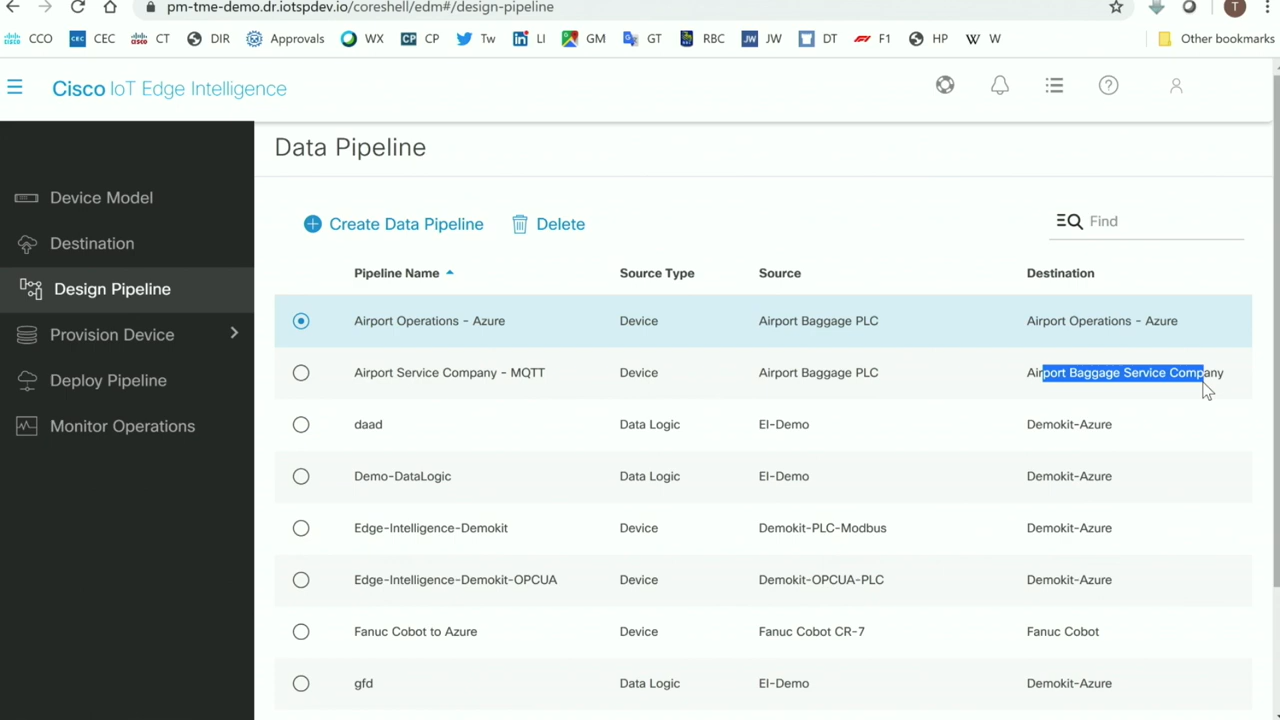 pm-tme-demo.dr.iotspdev.io/coreshell/edm#/design-pipeline
T
CCO CEC CT DIR Approvals WX CP Tw LI GM GT RBC JW DT F1 HP W Other bookmarks
Cisco IoT Edge Intelligence
Data Pipeline
Device Model
Destination
Design Pipeline
Provision Device
Deploy Pipeline
Monitor Operations
Create Data Pipeline Delete Find
Pipeline Name Source Type Source Destination
Airport Operations - Azure Device Airport Baggage PLC Airport Operations - Azure
Airport Service Company - MQTT Device Airport Baggage PLC Airport Baggage Service Company
daad Data Logic EI-Demo Demokit-Azure
Demo-DataLogic Data Logic EI-Demo Demokit-Azure
Edge-Intelligence-Demokit Device Demokit-PLC-Modbus Demokit-Azure
Edge-Intelligence-Demokit-OPCUA Device Demokit-OPCUA-PLC Demokit-Azure
Fanuc Cobot to Azure Device Fanuc Cobot CR-7 Fanuc Cobot
gfd Data Logic EI-Demo Demokit-Azure